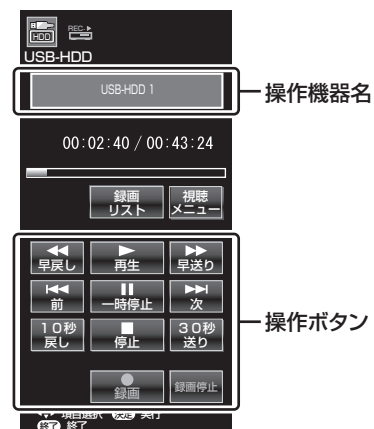 HDD REC
USB-HDD
USB-HDD 1
操作機器名
00:02:40 / 00:43:24
録画リスト 視聴メニュー
早戻し 再生 早送り
前 一時停止 次
10秒戻し 停止 30秒送り
操作ボタン
録画 録画停止
項目選択 決定 実行
終了 終了